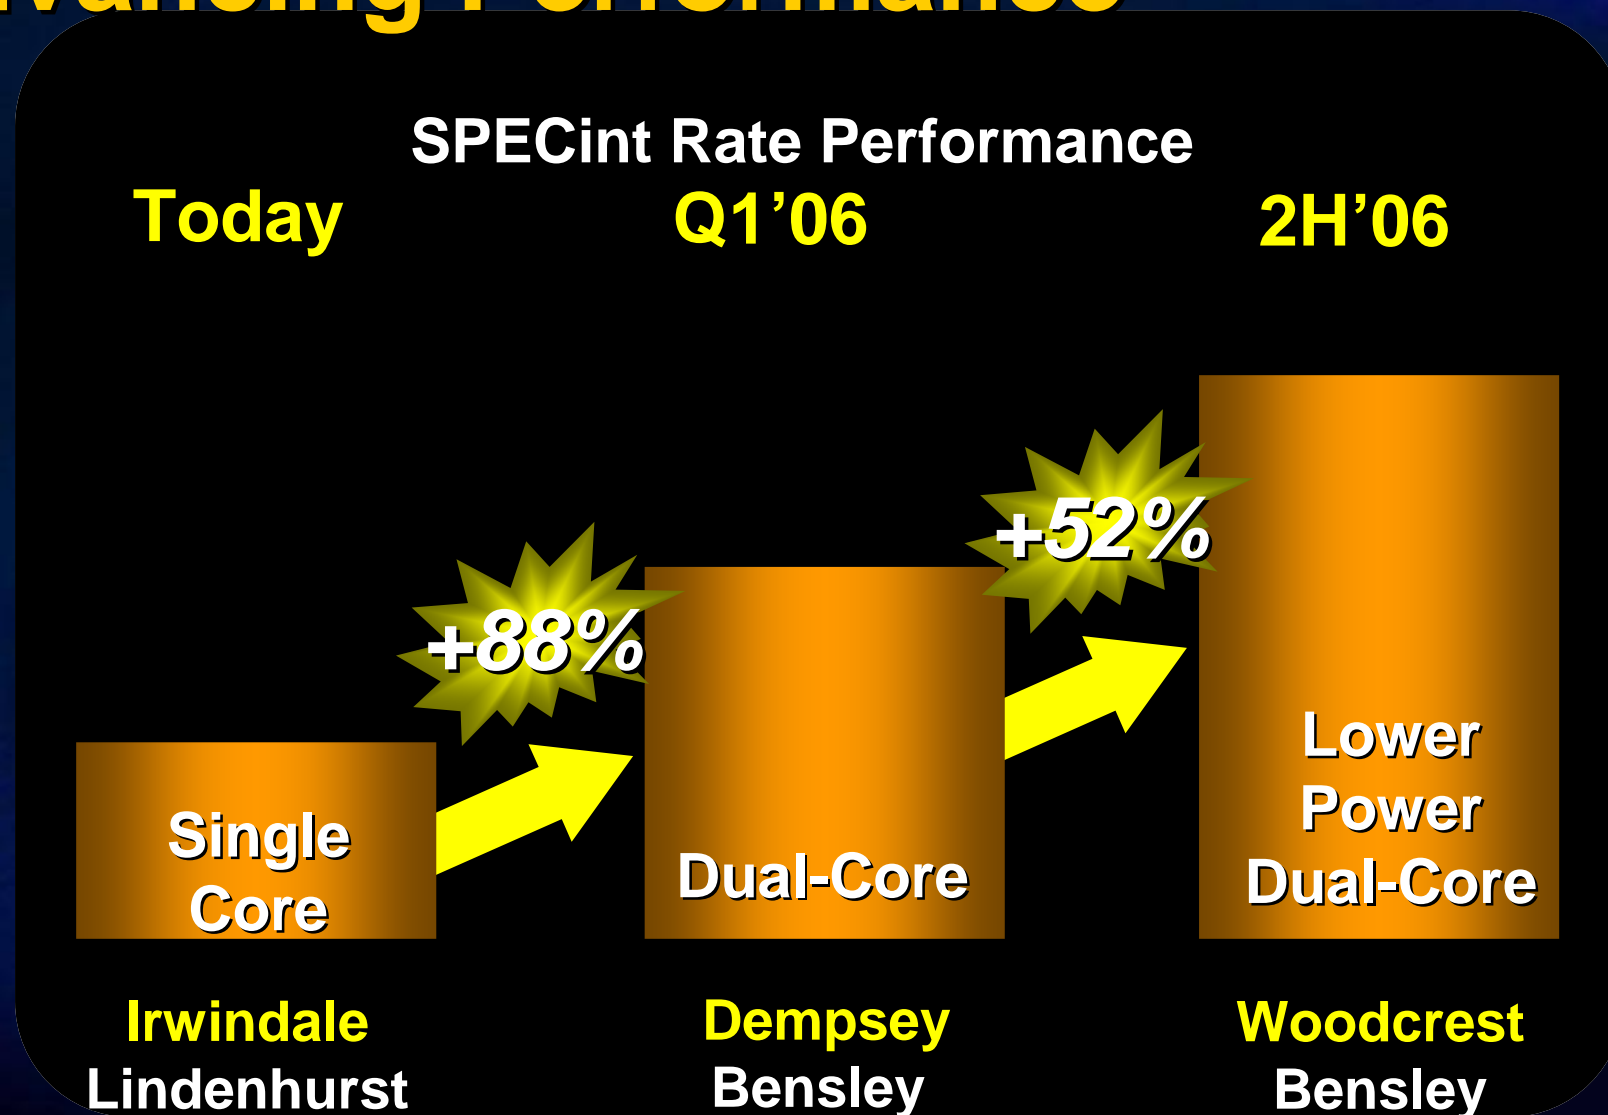 Performance
SPECint Rate Performance
Today
Q1’06
2H’06
+52%
+88%
Single
Core
Dual-Core
Lower
Power
Dual-Core
Irwindale
Lindenhurst
Dempsey
Bensley
Woodcrest
Bensley